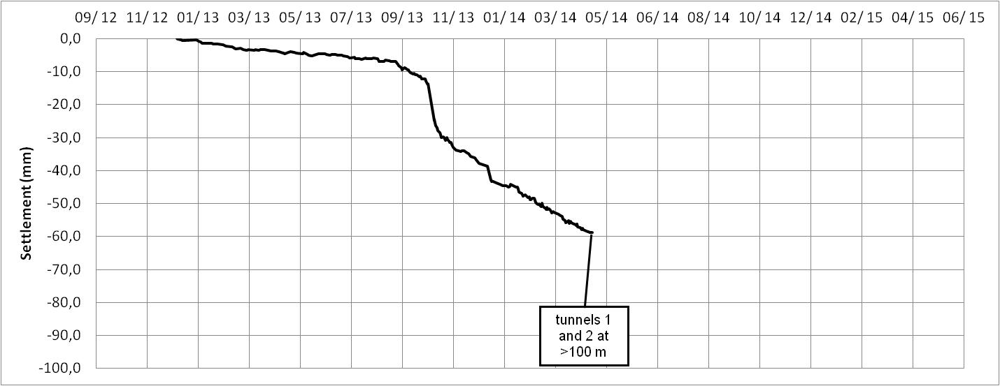 09/ 12 11/ 12 01/ 13 03/ 13 05/ 13 07/ 13 09/ 13 11/ 13 01/ 14 03/ 14 05/ 14 06/ 14 08/ 14 10/ 14 12/ 14 02/ 15 04/ 15 06/ 15
0,0
-10,0
-20,0
-30,0
-40,0
-50,0
-60,0
-70,0
-80,0
-90,0
-100,0
Settlement (mm)
tunnels 1
and 2 at
>100 m